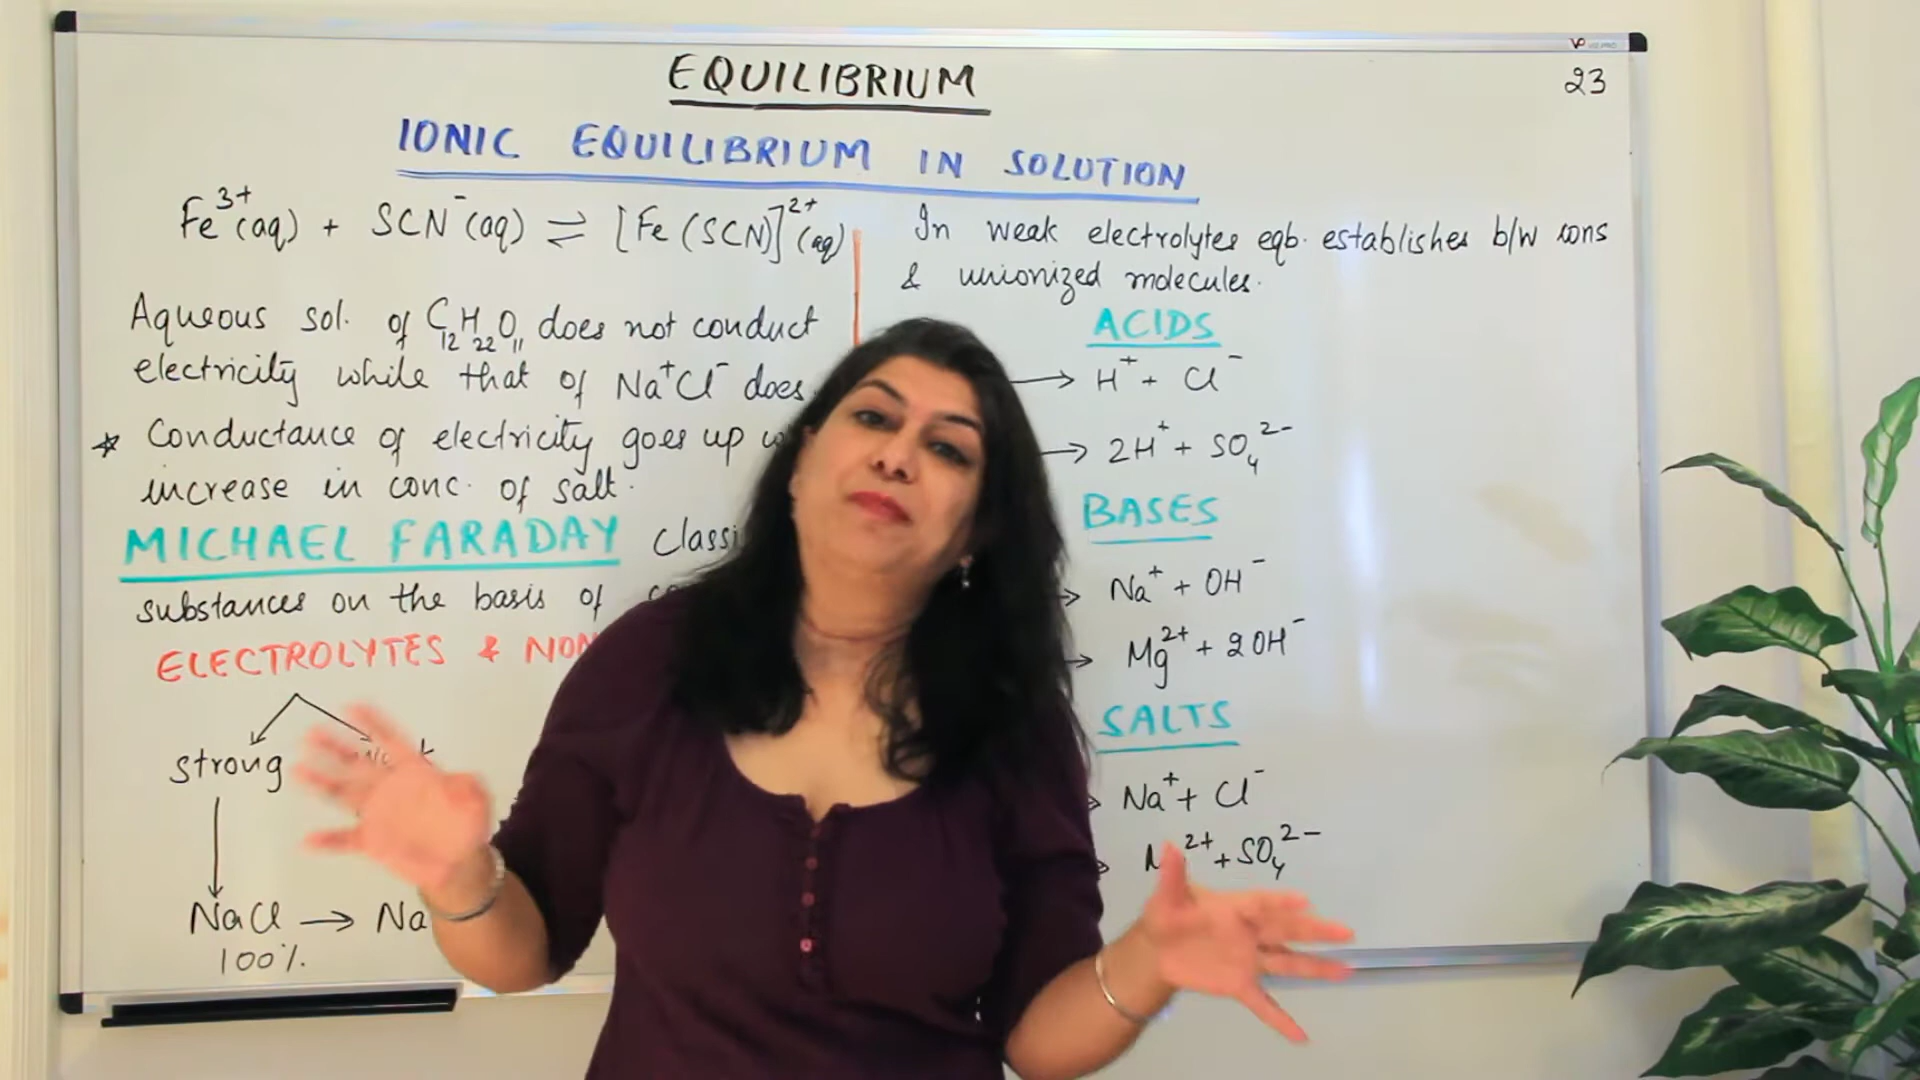 EQUILIBRIUM
23
IONIC EQUILIBRIUM IN SOLUTION
Fe³⁺(aq) + SCN⁻(aq) ⇌ [Fe(SCN)]²⁺(aq)
Aqueous sol. of C₁₂H₂₂O₁₁ does not conduct
electricity while that of Na⁺Cl⁻ does.
* Conductance of electricity goes up
increase in conc. of salt.
MICHAEL FARADAY
substances on the basis of
ELECTROLYTES &
strong
NaCl → Na
100%
In weak electrolytes eqb. establishes b/w ions
& unionized molecules.
ACIDS
→ H⁺ + Cl⁻
→ 2H⁺ + SO₄²⁻
BASES
→ Na⁺ + OH⁻
→ Mg²⁺ + 2OH⁻
SALTS
→ Na⁺ + Cl⁻
²⁺ + SO₄²⁻